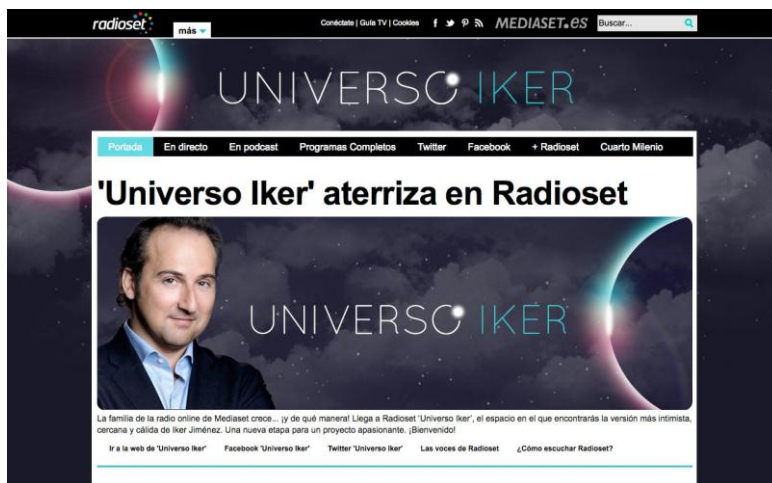 radioset
más
Conéctate | Guía TV | Cookies
MEDIASET.es
Buscar...
UNIVERSO IKER
Portada En directo En podcast Programas Completos Twitter Facebook + Radioset Cuarto Milenio
'Universo Iker' aterriza en Radioset
UNIVERSO IKER
La familia de la radio online de Mediaset crece... ¡y de qué manera! Llega a Radioset 'Universo Iker', el espacio en el que encontrarás la versión más intimista,
cercana y cálida de Iker Jiménez. Una nueva etapa para un proyecto apasionante. ¡Bienvenido!
Ir a la web de 'Universo Iker' Facebook 'Universo Iker' Twitter 'Universo Iker' Las voces de Radioset ¿Cómo escuchar Radioset?